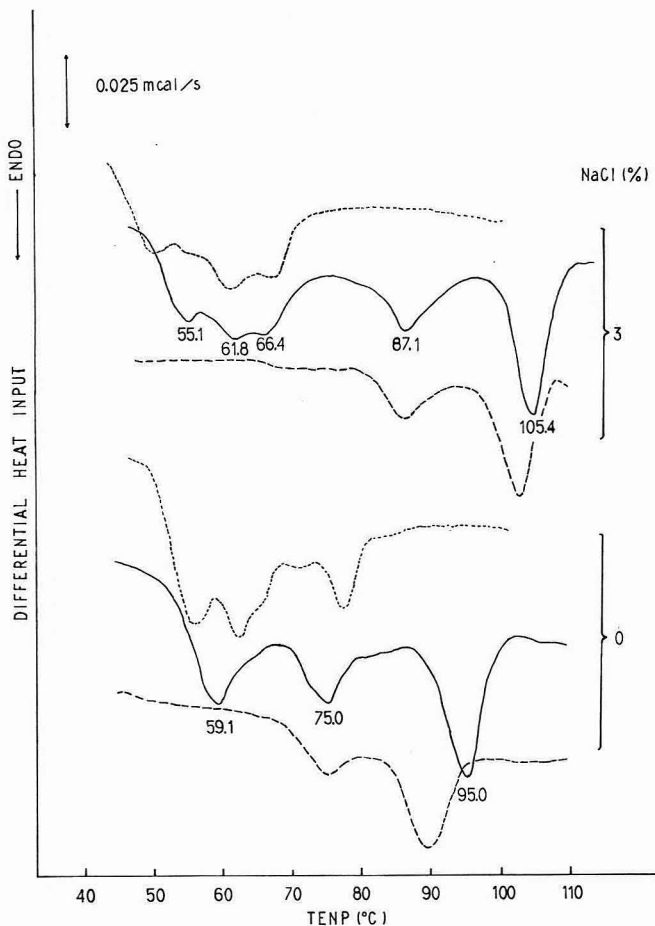 0.025 mcal/s
ENDO
NaCl (%)
55.1
61.8
66.4
87.1
3
105.4
DIFFERENTIAL HEAT INPUT
0
59.1
75.0
95.0
40 50 60 70 80 90 100 110
TENP (°C)